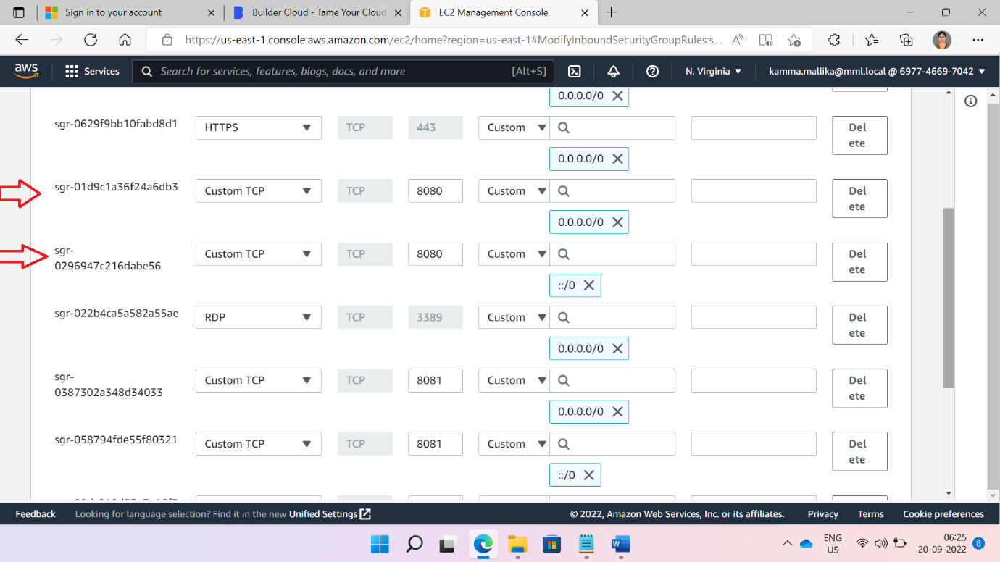 Sign in to your account
Builder Cloud - Tame Your Cloud
EC2 Management Console
https://us-east-1.console.aws.amazon.com/ec2/home?region=us-east-1#ModifyInboundSecurityGroupRules:s...
aws
Services
Search for services, features, blogs, docs, and more
[Alt+S]
N. Virginia
kamma.mallika@mml.local @ 6977-4669-7042
0.0.0.0/0
sgr-0629f9bb10fabd8d1
HTTPS
TCP
443
Custom
Del
ete
0.0.0.0/0
sgr-01d9c1a36f24a6db3
Custom TCP
TCP
8080
Custom
Del
ete
0.0.0.0/0
sgr-
0296947c216dabe56
Custom TCP
TCP
8080
Custom
Del
ete
::/0
sgr-022b4ca5a582a55ae
RDP
TCP
3389
Custom
Del
ete
0.0.0.0/0
sgr-
0387302a348d34033
Custom TCP
TCP
8081
Custom
Del
ete
0.0.0.0/0
sgr-058794fde55f80321
Custom TCP
TCP
8081
Custom
Del
ete
::/0
Feedback
Looking for language selection? Find it in the new Unified Settings
© 2022, Amazon Web Services, Inc. or its affiliates.
Privacy
Terms
Cookie preferences
ENG
US
06:25
20-09-2022
8